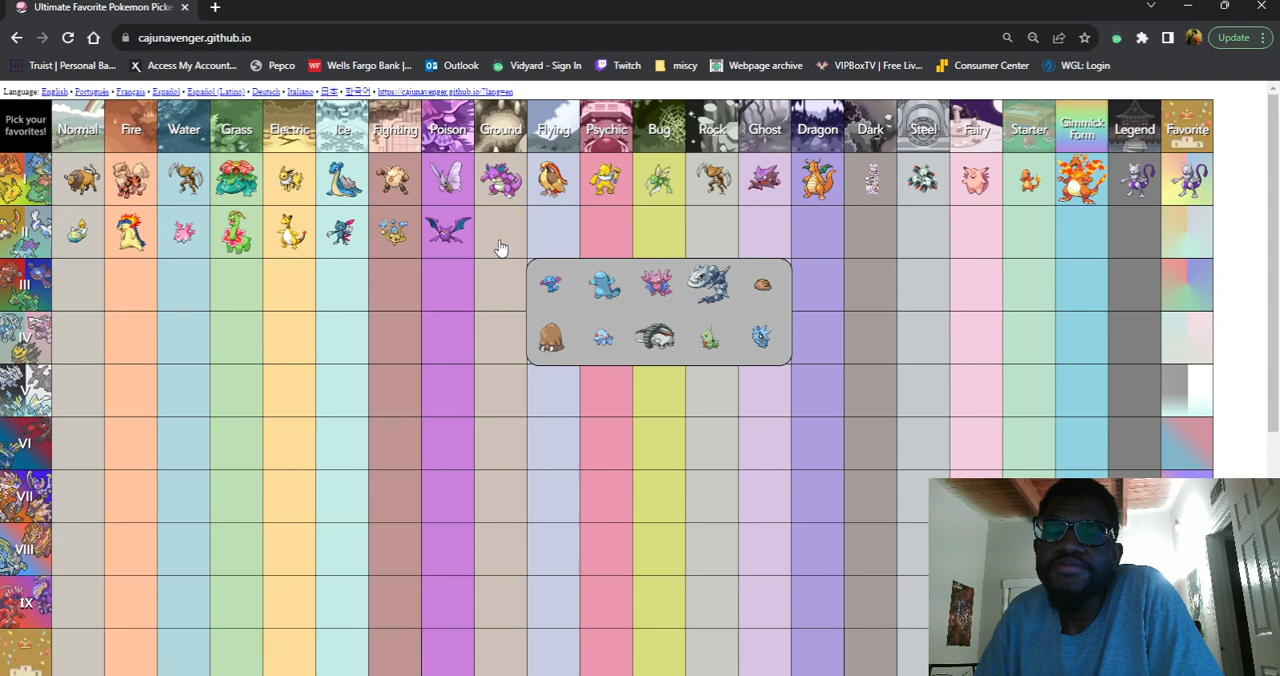 Ultimate Favorite Pokemon Picke
cajunavenger.github.io
Update
Truist | Personal Ba...
Access My Account...
Pepco
Wells Fargo Bank |...
Outlook
Vidyard - Sign In
Twitch
miscy
Webpage archive
VIPBoxTV | Free Liv...
Consumer Center
WGL: Login
Language: English • Português • Français • Español • Español (Latino) • Deutsch • Italiano • 日本 • 한국어 • https://cajunavenger.github.io/?lang=en
Pick your
favorites!
Normal
Fire
Water
Grass
Electric
Ice
Fighting
Poison
Ground
Flying
Psychic
Bug
Rock
Ghost
Dragon
Dark
Steel
Fairy
Starter
Gimmick
Form
Legend
Favorite
I
II
III
IV
V
VI
VII
VIII
IX